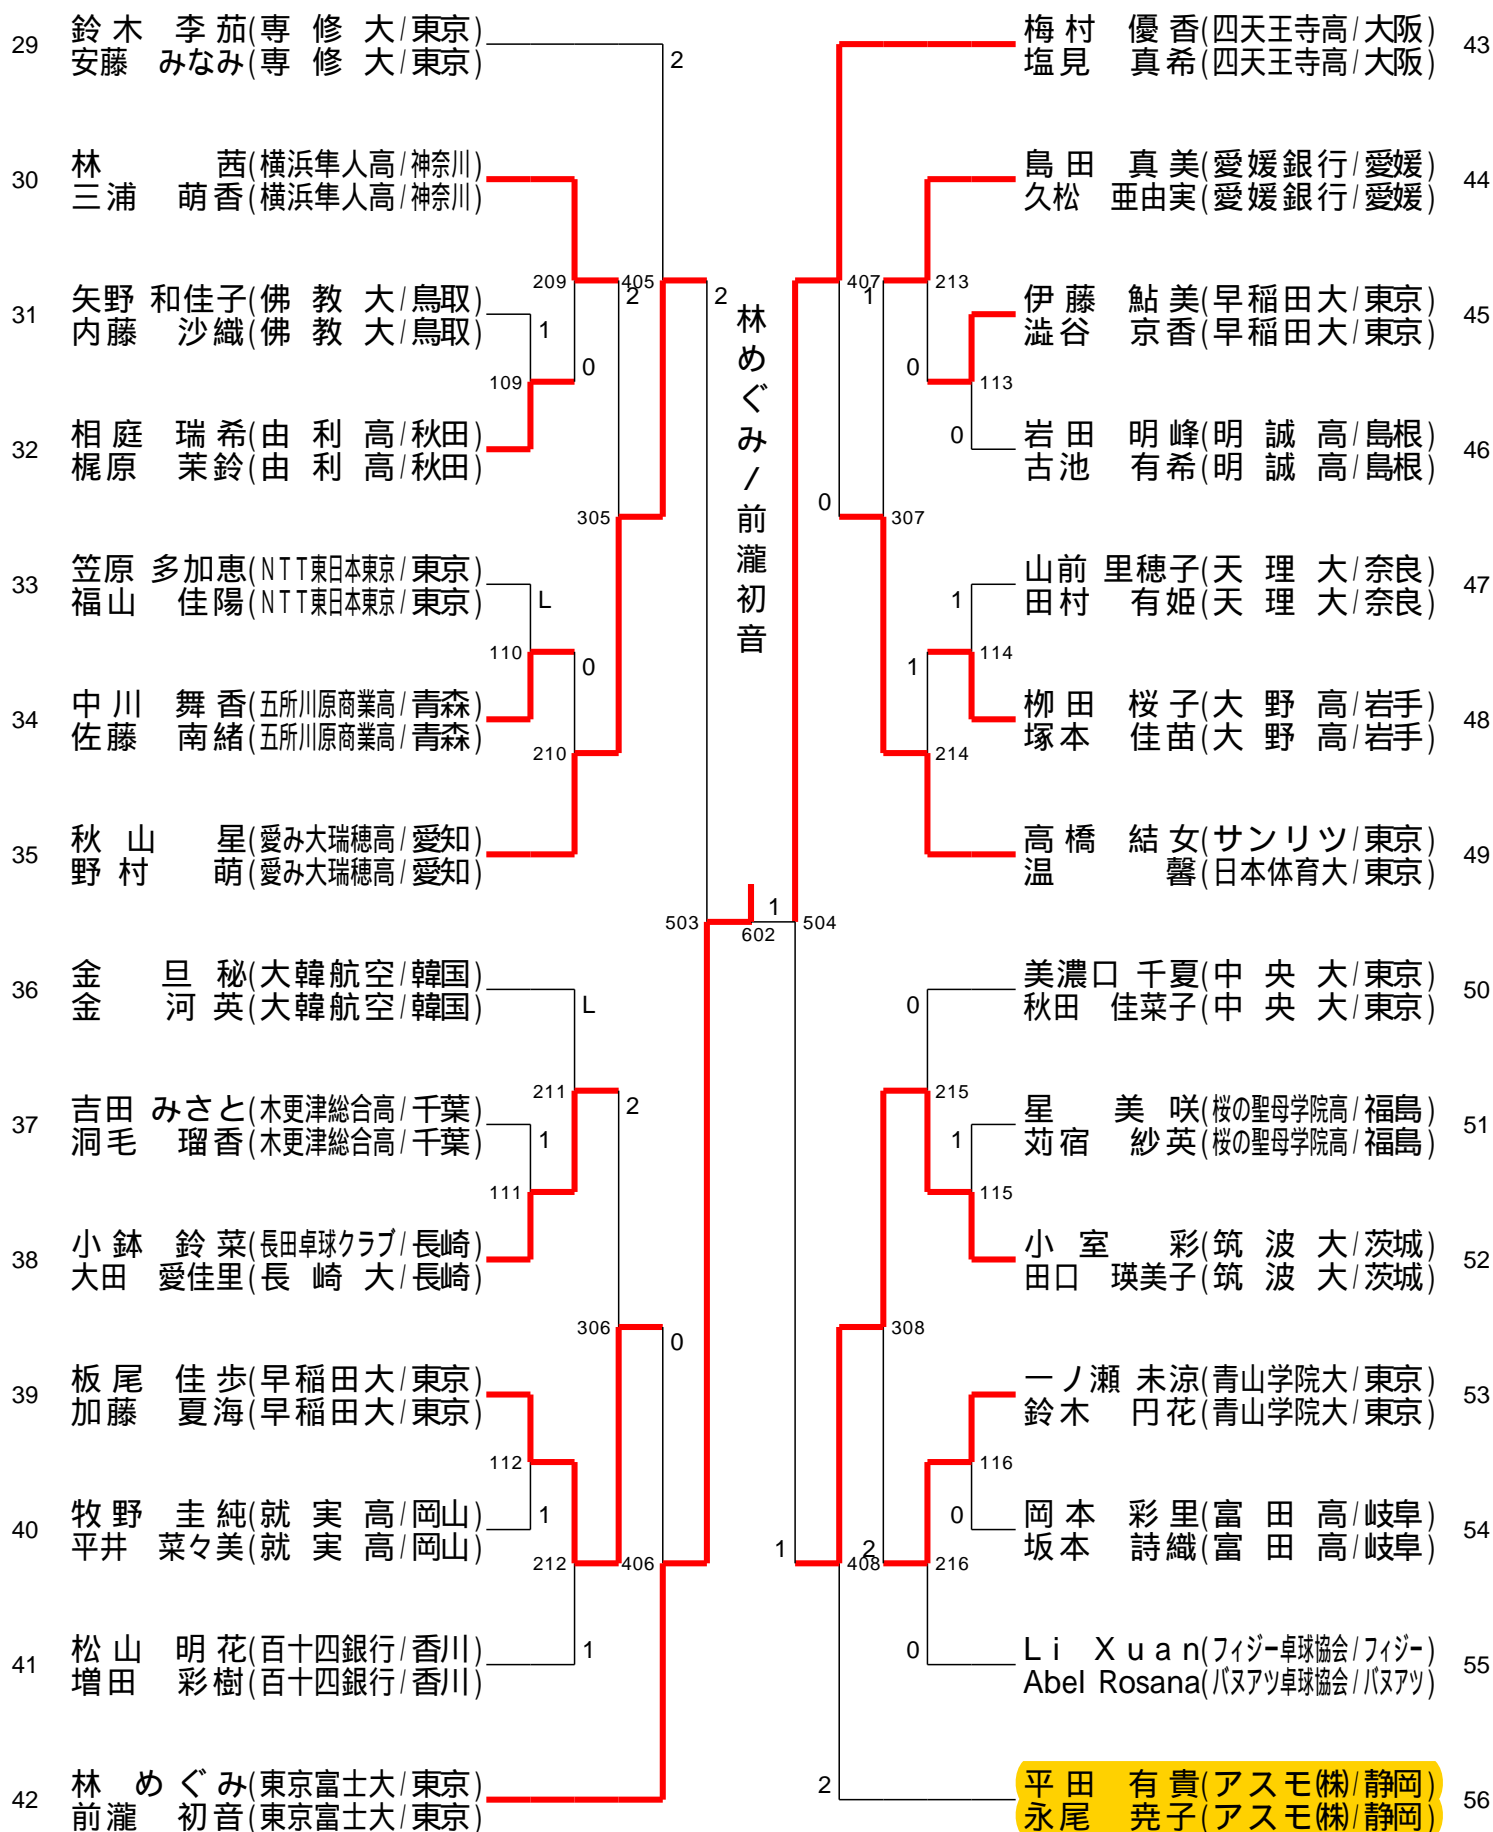 29 鈴木 李茄(専修大/東京)
安藤 みなみ(専修大/東京)
2
30 林 茜(横浜隼人高/神奈川)
三浦 萌香(横浜隼人高/神奈川)
209
405
2
2
31 矢野 和佳子(佛教大/鳥取)
内藤 沙織(佛教大/鳥取)
1
109
0
32 相庭 瑞希(由利高/秋田)
梶原 茉鈴(由利高/秋田)
305
33 笠原 多加恵(NTT東日本東京/東京)
福山 佳陽(NTT東日本東京/東京)
L
110
0
34 中川 舞香(五所川原商業高/青森)
佐藤 南緒(五所川原商業高/青森)
210
35 秋山 星(愛み大瑞穂高/愛知)
野村 萌(愛み大瑞穂高/愛知)
503
36 金 旦秘(大韓航空/韓国)
金 河英(大韓航空/韓国)
L
211
2
37 吉田 みさと(木更津総合高/千葉)
洞毛 瑠香(木更津総合高/千葉)
1
111
38 小鉢 鈴菜(長田卓球クラブ/長崎)
大田 愛佳里(長崎大/長崎)
306
0
39 板尾 佳歩(早稲田大/東京)
加藤 夏海(早稲田大/東京)
112
1
40 牧野 圭純(就実高/岡山)
平井 菜々美(就実高/岡山)
212
406
41 松山 明花(百十四銀行/香川)
増田 彩樹(百十四銀行/香川)
1
42 林 めぐみ(東京富士大/東京)
前瀧 初音(東京富士大/東京)
林めぐみ/前瀧初音
1
602
梅村 優香(四天王寺高/大阪) 43
塩見 真希(四天王寺高/大阪)
島田 真美(愛媛銀行/愛媛) 44
久松 亜由実(愛媛銀行/愛媛)
407
1
213
伊藤 鮎美(早稲田大/東京) 45
澁谷 京香(早稲田大/東京)
0
113
0
岩田 明峰(明誠高/島根) 46
古池 有希(明誠高/島根)
0
307
山前 里穂子(天理大/奈良) 47
田村 有姫(天理大/奈良)
1
1
114
栁田 桜子(大野高/岩手) 48
塚本 佳苗(大野高/岩手)
214
高橋 結女(サンリツ/東京) 49
温 馨(日本体育大/東京)
504
美濃口 千夏(中央大/東京) 50
秋田 佳菜子(中央大/東京)
0
215
星 美咲(桜の聖母学院高/福島) 51
苅宿 紗英(桜の聖母学院高/福島)
1
115
小室 彩(筑波大/茨城) 52
田口 瑛美子(筑波大/茨城)
308
一ノ瀬 未涼(青山学院大/東京) 53
鈴木 円花(青山学院大/東京)
116
0
岡本 彩里(富田高/岐阜) 54
坂本 詩織(富田高/岐阜)
1
408
2
216
Li Xuan(フィジー卓球協会/フィジー) 55
Abel Rosana(バヌアツ卓球協会/バヌアツ)
0
2
平田 有貴(アスモ(株)/静岡) 56
永尾 尭子(アスモ(株)/静岡)